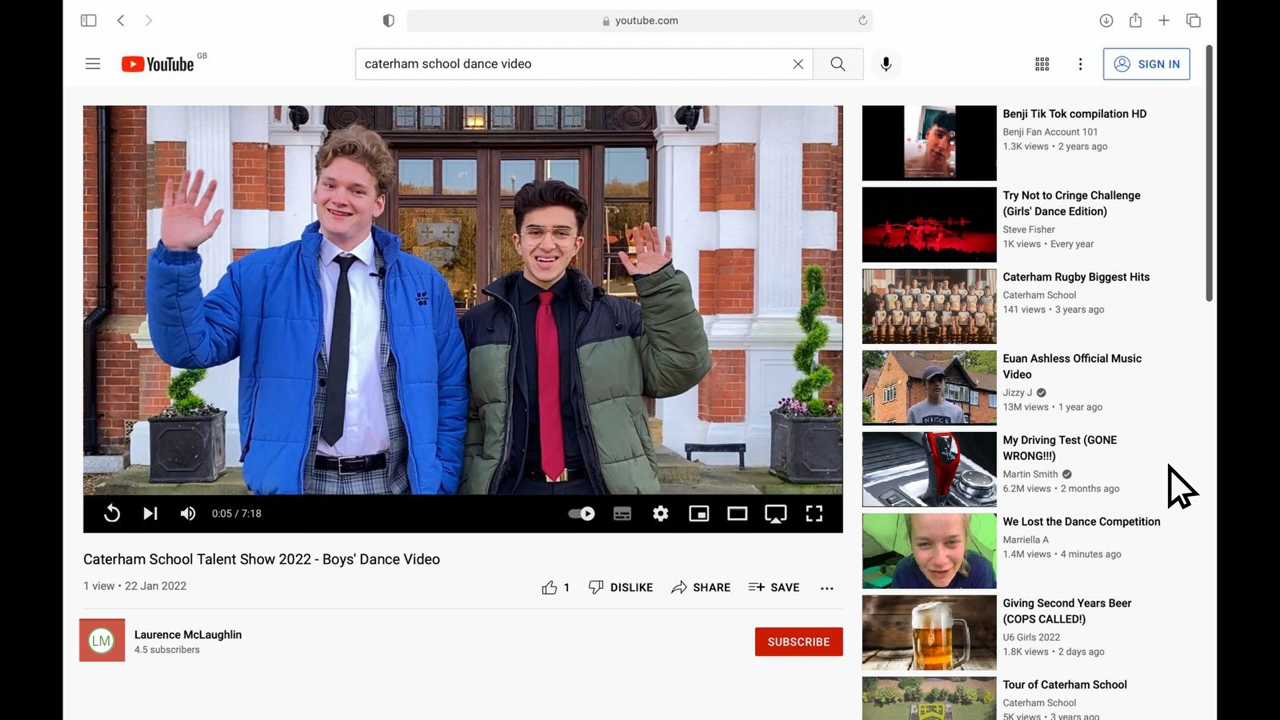 youtube.com
YouTube GB
caterham school dance video
SIGN IN
0:05 / 7:18
Caterham School Talent Show 2022 - Boys' Dance Video
1 view • 22 Jan 2022
1
DISLIKE
SHARE
SAVE
LM
Laurence McLaughlin
4.5 subscribers
SUBSCRIBE
Benji Tik Tok compilation HD
Benji Fan Account 101
1.3K views • 2 years ago
Try Not to Cringe Challenge
(Girls' Dance Edition)
Steve Fisher
1K views • Every year
Caterham Rugby Biggest Hits
Caterham School
141 views • 3 years ago
Euan Ashless Official Music
Video
Jizzy J
13M views • 1 year ago
My Driving Test (GONE
WRONG!!!)
Martin Smith
6.2M views • 2 months ago
We Lost the Dance Competition
Marriella A
1.4M views • 4 minutes ago
Giving Second Years Beer
(COPS CALLED!)
U6 Girls 2022
1.8K views • 2 days ago
Tour of Caterham School
Caterham School
5K views • 3 years ago